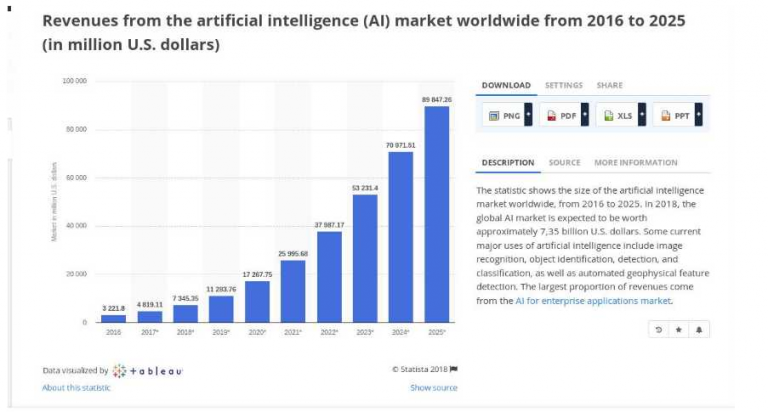 Revenues from the artificial intelligence (AI) market worldwide from 2016 to 2025
(in million U.S. dollars)
100 000
80 000
60 000
40 000
20 000
0
Market in million U.S. dollars
3 221.8
4 819.11
7 345.35
11 283.76
17 267.75
25 995.68
37 987.17
53 231.4
70 971.51
89 847.26
2016
2017*
2018*
2019*
2020*
2021*
2022*
2023*
2024*
2025*
Data visualized by +ableau
© Statista 2018
About this statistic
Show source
DOWNLOAD SETTINGS SHARE
PNG + PDF + XLS + PPT +
DESCRIPTION SOURCE MORE INFORMATION
The statistic shows the size of the artificial intelligence
market worldwide, from 2016 to 2025. In 2018, the
global AI market is expected to be worth
approximately 7,35 billion U.S. dollars. Some current
major uses of artificial intelligence include image
recognition, object identification, detection, and
classification, as well as automated geophysical feature
detection. The largest proportion of revenues come
from the AI for enterprise applications market.